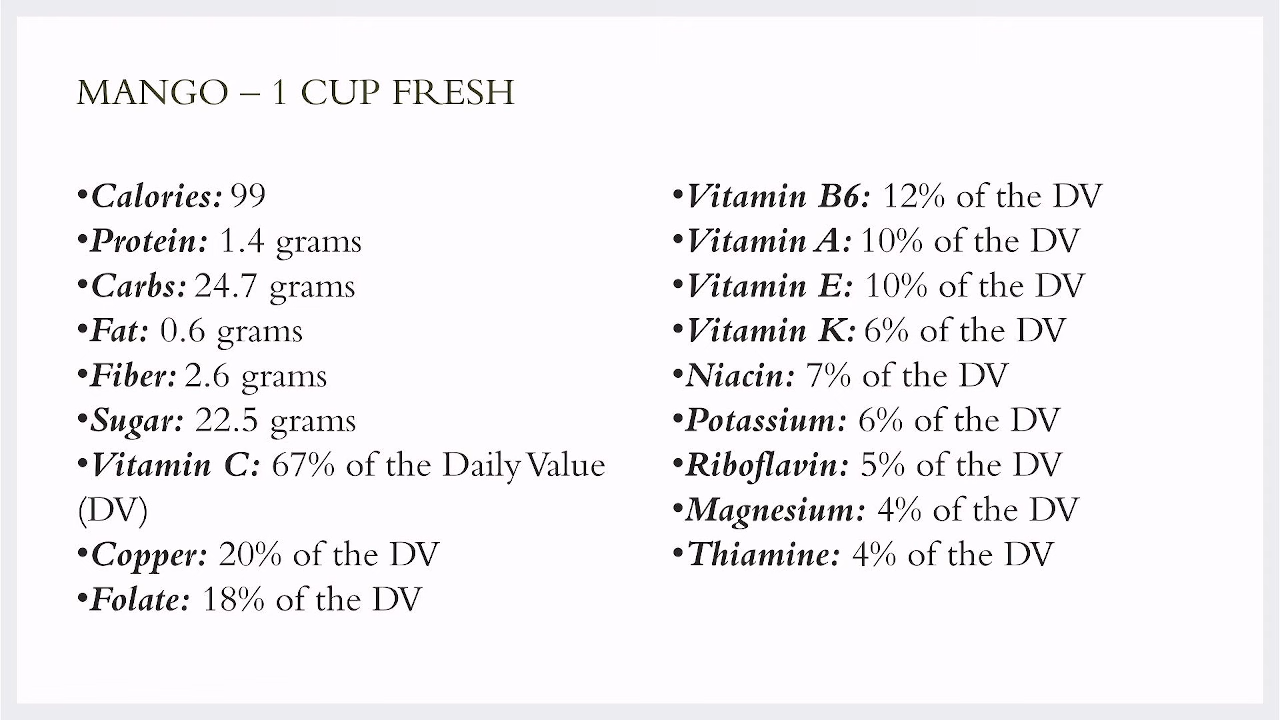 MANGO – 1 CUP FRESH
•Calories: 99
•Protein: 1.4 grams
•Carbs: 24.7 grams
•Fat: 0.6 grams
•Fiber: 2.6 grams
•Sugar: 22.5 grams
•Vitamin C: 67% of the Daily Value
(DV)
•Copper: 20% of the DV
•Folate: 18% of the DV
•Vitamin B6: 12% of the DV
•Vitamin A: 10% of the DV
•Vitamin E: 10% of the DV
•Vitamin K: 6% of the DV
•Niacin: 7% of the DV
•Potassium: 6% of the DV
•Riboflavin: 5% of the DV
•Magnesium: 4% of the DV
•Thiamine: 4% of the DV